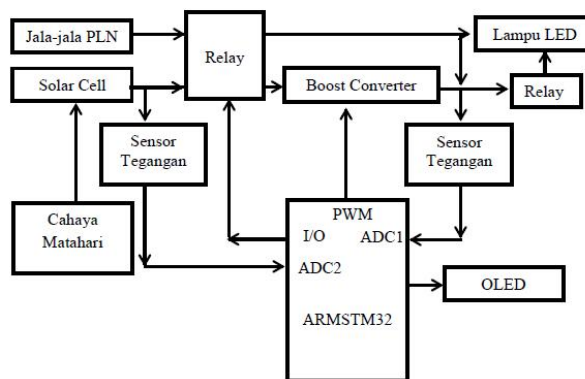 Jala-jala PLN
Relay
Lampu LED
Solar Cell
Boost Converter
Relay
Sensor
Tegangan
Sensor
Tegangan
Cahaya
Matahari
PWM
I/O
ADC1
ADC2
OLED
ARMSTM32